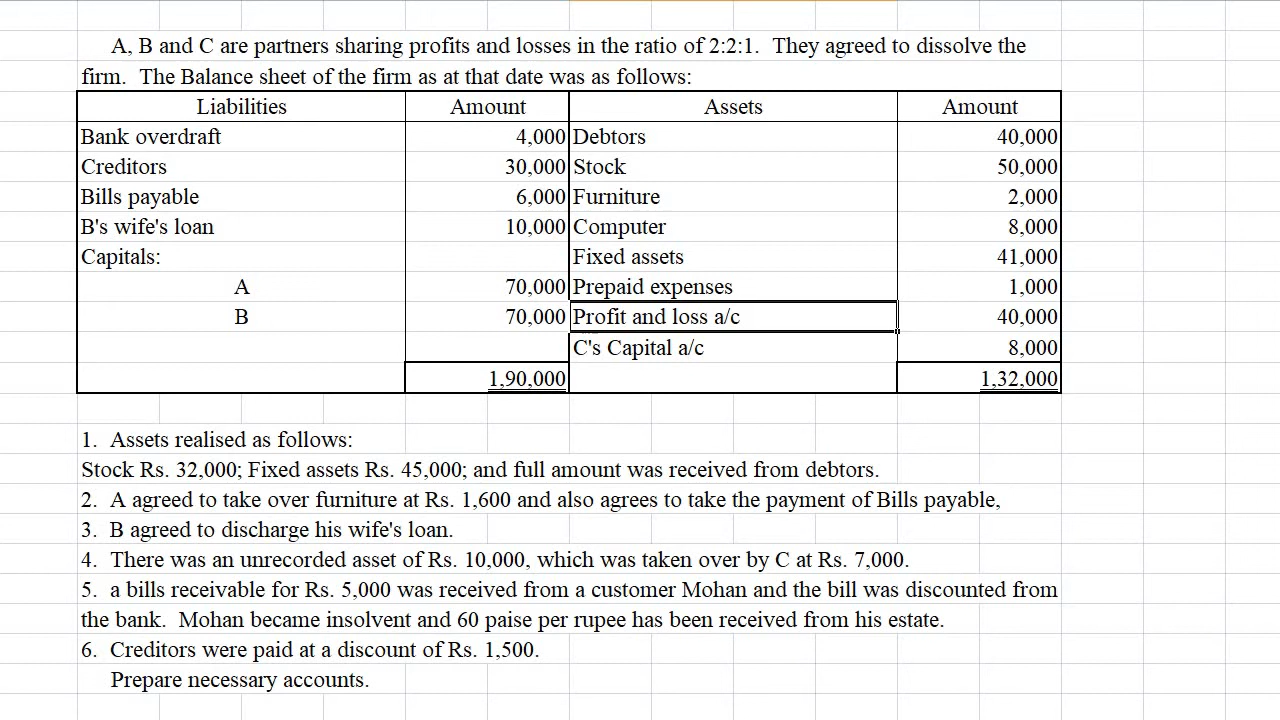 A, B and C are partners sharing profits and losses in the ratio of 2:2:1. They agreed to dissolve the
firm. The Balance sheet of the firm as at that date was as follows:
Liabilities Amount Assets Amount
Bank overdraft 4,000 Debtors 40,000
Creditors 30,000 Stock 50,000
Bills payable 6,000 Furniture 2,000
B's wife's loan 10,000 Computer 8,000
Capitals: Fixed assets 41,000
A 70,000 Prepaid expenses 1,000
B 70,000 Profit and loss a/c 40,000
C's Capital a/c 8,000
1,90,000 1,32,000
1. Assets realised as follows:
Stock Rs. 32,000; Fixed assets Rs. 45,000; and full amount was received from debtors.
2. A agreed to take over furniture at Rs. 1,600 and also agrees to take the payment of Bills payable,
3. B agreed to discharge his wife's loan.
4. There was an unrecorded asset of Rs. 10,000, which was taken over by C at Rs. 7,000.
5. a bills receivable for Rs. 5,000 was received from a customer Mohan and the bill was discounted from
the bank. Mohan became insolvent and 60 paise per rupee has been received from his estate.
6. Creditors were paid at a discount of Rs. 1,500.
Prepare necessary accounts.